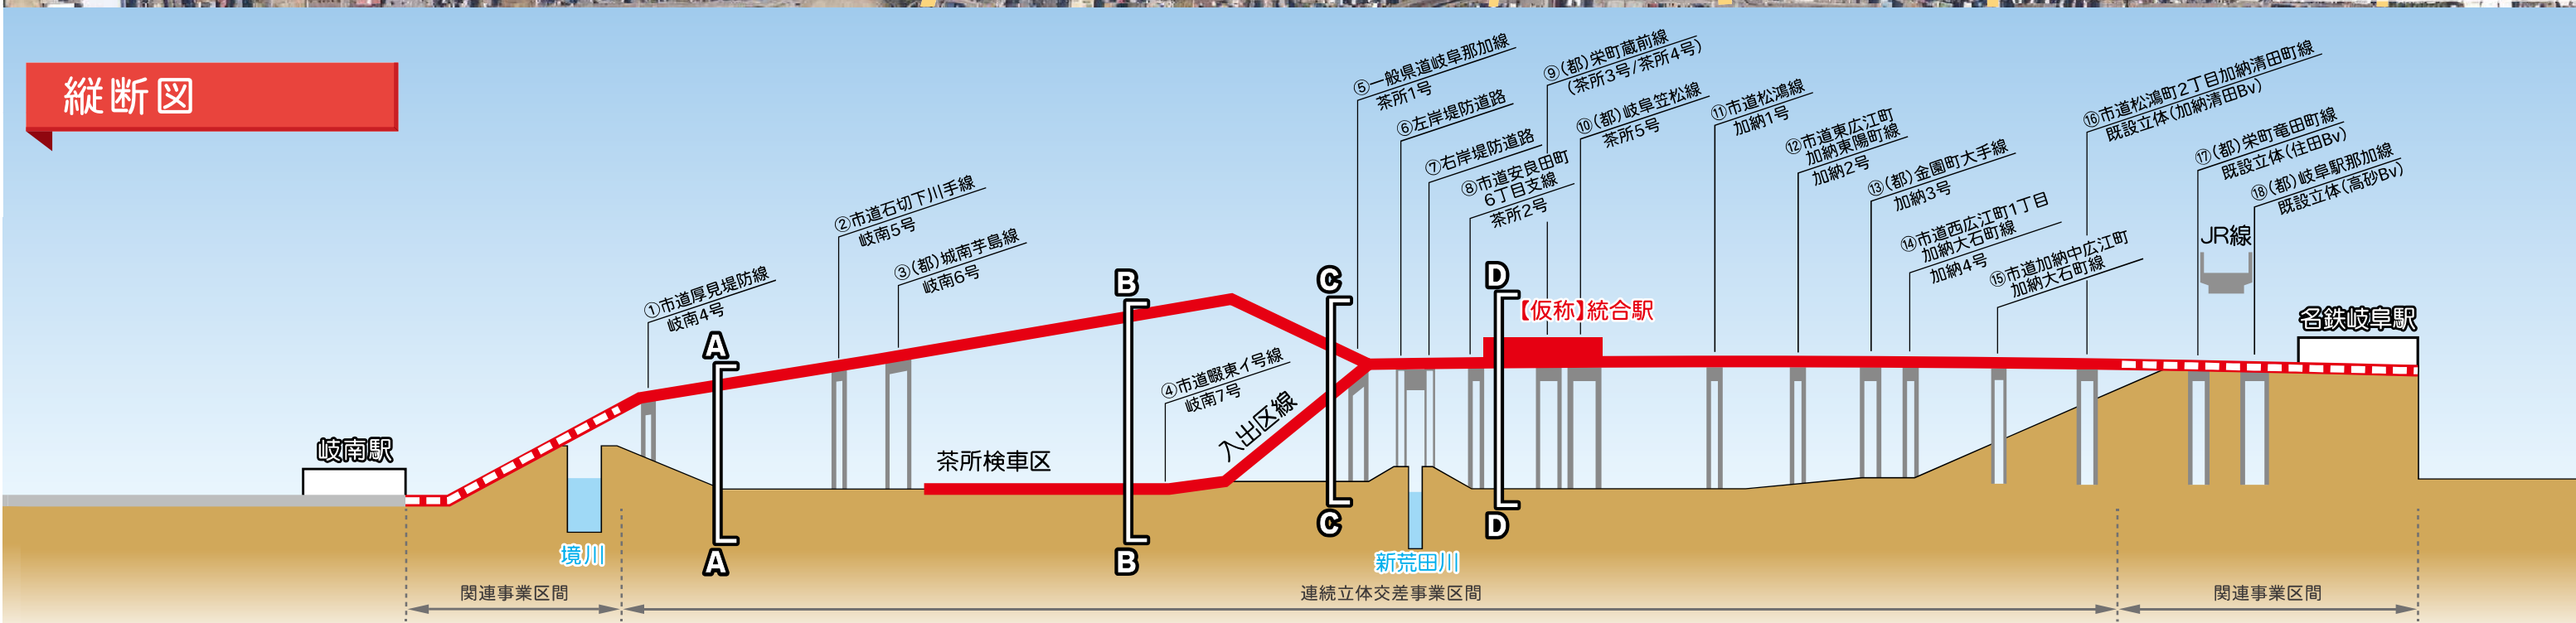 縦断図
①市道厚見堤防線
岐南4号
②市道石切下川手線
岐南5号
③(都)城南芋島線
岐南6号
④市道畷東イ号線
岐南7号
⑤一般県道岐阜那加線
茶所1号
⑥左岸堤防道路
⑦右岸堤防道路
⑧市道安良田町
6丁目支線
茶所2号
⑨(都)栄町蔵前線
(茶所3号/茶所4号)
⑩(都)岐阜笠松線
茶所5号
⑪市道松鴻線
加納1号
⑫市道東広江町
加納東陽町線
加納2号
⑬(都)金園町大手線
加納3号
⑭市道西広江町1丁目
加納大石町線
加納4号
⑮市道加納中広江町
加納大石町線
⑯市道松鴻町2丁目加納清田町線
既設立体(加納清田Bv)
⑰(都)栄町竜田町線
既設立体(住田Bv)
⑱(都)岐阜駅那加線
既設立体(高砂Bv)
JR線
名鉄岐阜駅
【仮称】統合駅
岐南駅
茶所検車区
入出区線
A
A
B
B
C
C
D
D
境川
新荒田川
関連事業区間
連続立体交差事業区間
関連事業区間